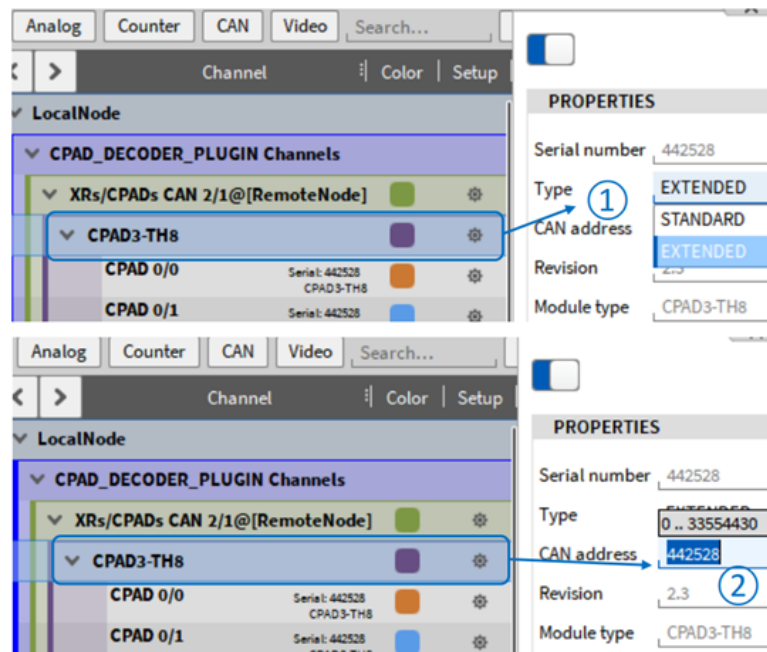 Analog Counter CAN Video Search...
Channel Color Setup
LocalNode
CPAD_DECODER_PLUGIN Channels
XRs/CPADs CAN 2/1@[RemoteNode]
CPAD3-TH8
CPAD 0/0 Serial: 442528
CPAD3-TH8
CPAD 0/1 Serial: 442528
PROPERTIES
Serial number 442528
Type EXTENDED
1
STANDARD
CAN address
EXTENDED
Revision 2.3
Module type CPAD3-TH8
Analog Counter CAN Video Search...
Channel Color Setup
LocalNode
CPAD_DECODER_PLUGIN Channels
XRs/CPADs CAN 2/1@[RemoteNode]
CPAD3-TH8
CPAD 0/0 Serial: 442528
CPAD3-TH8
CPAD 0/1 Serial: 442528
PROPERTIES
Serial number 442528
Type
0 .. 33554430
CAN address 442528
Revision 2.3
2
Module type CPAD3-TH8